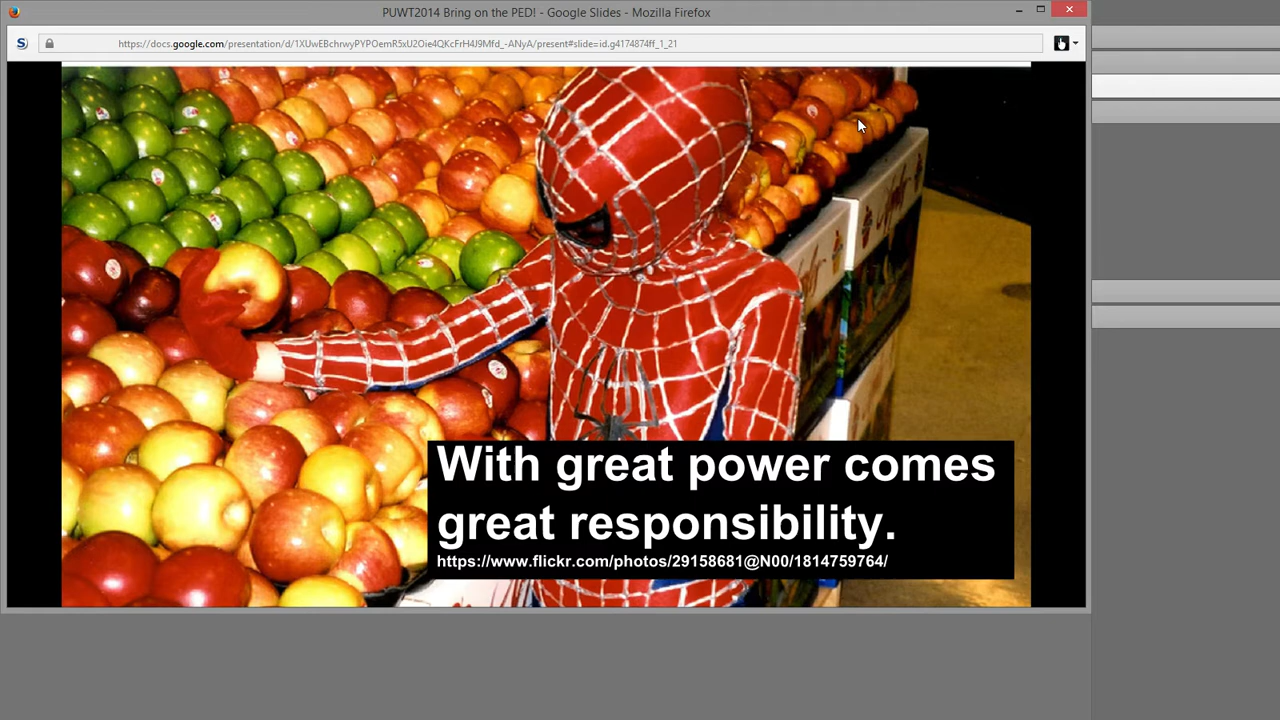 PUWT2014 Bring on the PED! - Google Slides - Mozilla Firefox
https://docs.google.com/presentation/d/1XUwEBchrwyPYPOemR5xU2Oie4QKcFrH4J9Mfd_-ANyA/present#slide=id.g4174874ff_1_21
With great power comes
great responsibility.
https://www.flickr.com/photos/29158681@N00/1814759764/